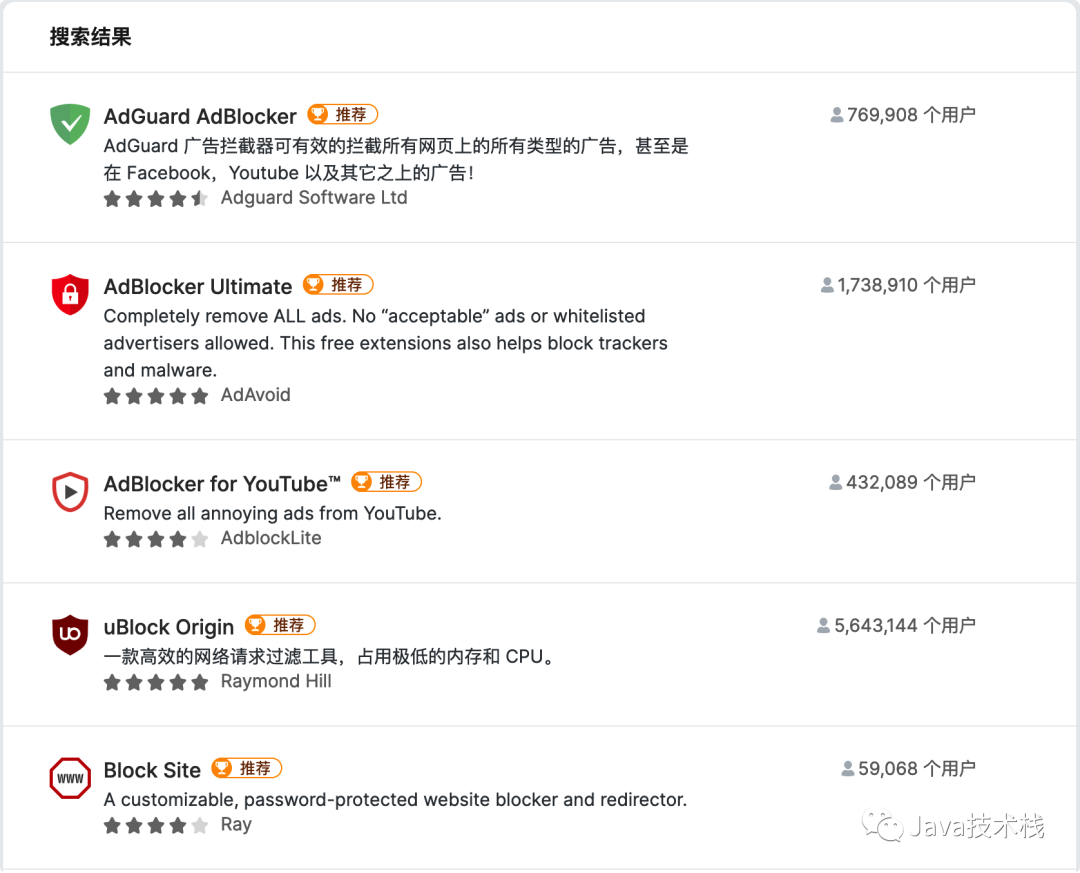 搜索结果
AdGuard AdBlocker 推荐 769,908 个用户
AdGuard 广告拦截器可有效的拦截所有网页上的所有类型的广告，甚至是
在 Facebook，Youtube 以及其它之上的广告！
Adguard Software Ltd
AdBlocker Ultimate 推荐 1,738,910 个用户
Completely remove ALL ads. No “acceptable” ads or whitelisted
advertisers allowed. This free extensions also helps block trackers
and malware.
AdAvoid
AdBlocker for YouTube™ 推荐 432,089 个用户
Remove all annoying ads from YouTube.
AdblockLite
uBlock Origin 推荐 5,643,144 个用户
一款高效的网络请求过滤工具，占用极低的内存和 CPU。
Raymond Hill
Block Site 推荐 59,068 个用户
WWW
A customizable, password-protected website blocker and redirector.
Ray
Java技术栈